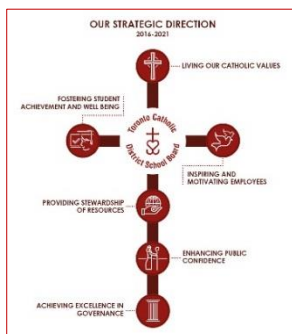 OUR STRATEGIC DIRECTION
2016-2021
LIVING OUR CATHOLIC VALUES
FOSTERING STUDENT
ACHIEVEMENT AND WELL BEING
Toronto Catholic
District School Board
INSPIRING AND
MOTIVATING EMPLOYEES
PROVIDING STEWARDSHIP
OF RESOURCES
ENHANCING PUBLIC
CONFIDENCE
ACHIEVING EXCELLENCE IN
GOVERNANCE